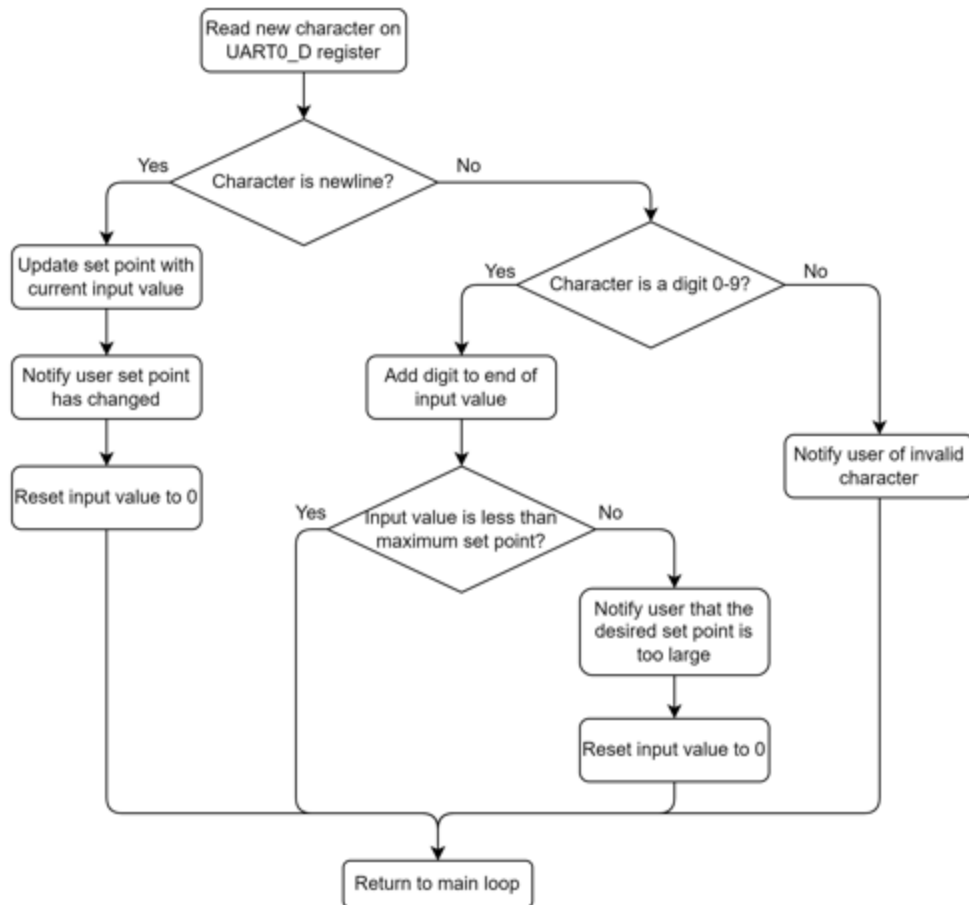 Read new character on
UART0_D register
Yes
Character is newline?
No
Update set point with
current input value
Yes
Character is a digit 0-9?
No
Notify user set point
has changed
Add digit to end of
input value
Notify user of invalid
character
Reset input value to 0
Yes
Input value is less than
maximum set point?
No
Notify user that the
desired set point is
too large
Reset input value to 0
Return to main loop